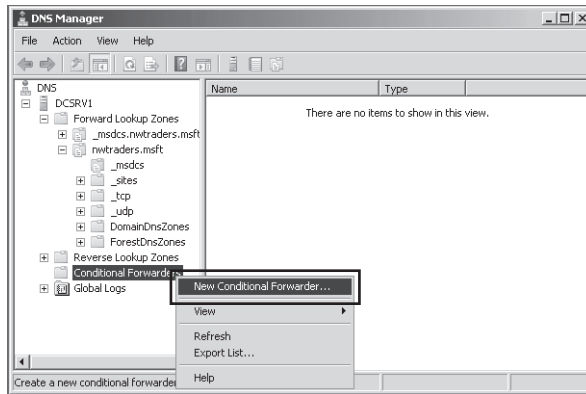 DNS Manager
File Action View Help
DNS
DCSRV1
Forward Lookup Zones
_msdcs.nwtraders.msft
nwtraders.msft
_msdcs
_sites
_tcp
_udp
DomainDnsZones
ForestDnsZones
Reverse Lookup Zones
Conditional Forwarders
Global Logs
Name Type
There are no items to show in this view.
New Conditional Forwarder...
View
Refresh
Export List...
Help
Create a new conditional forwarder